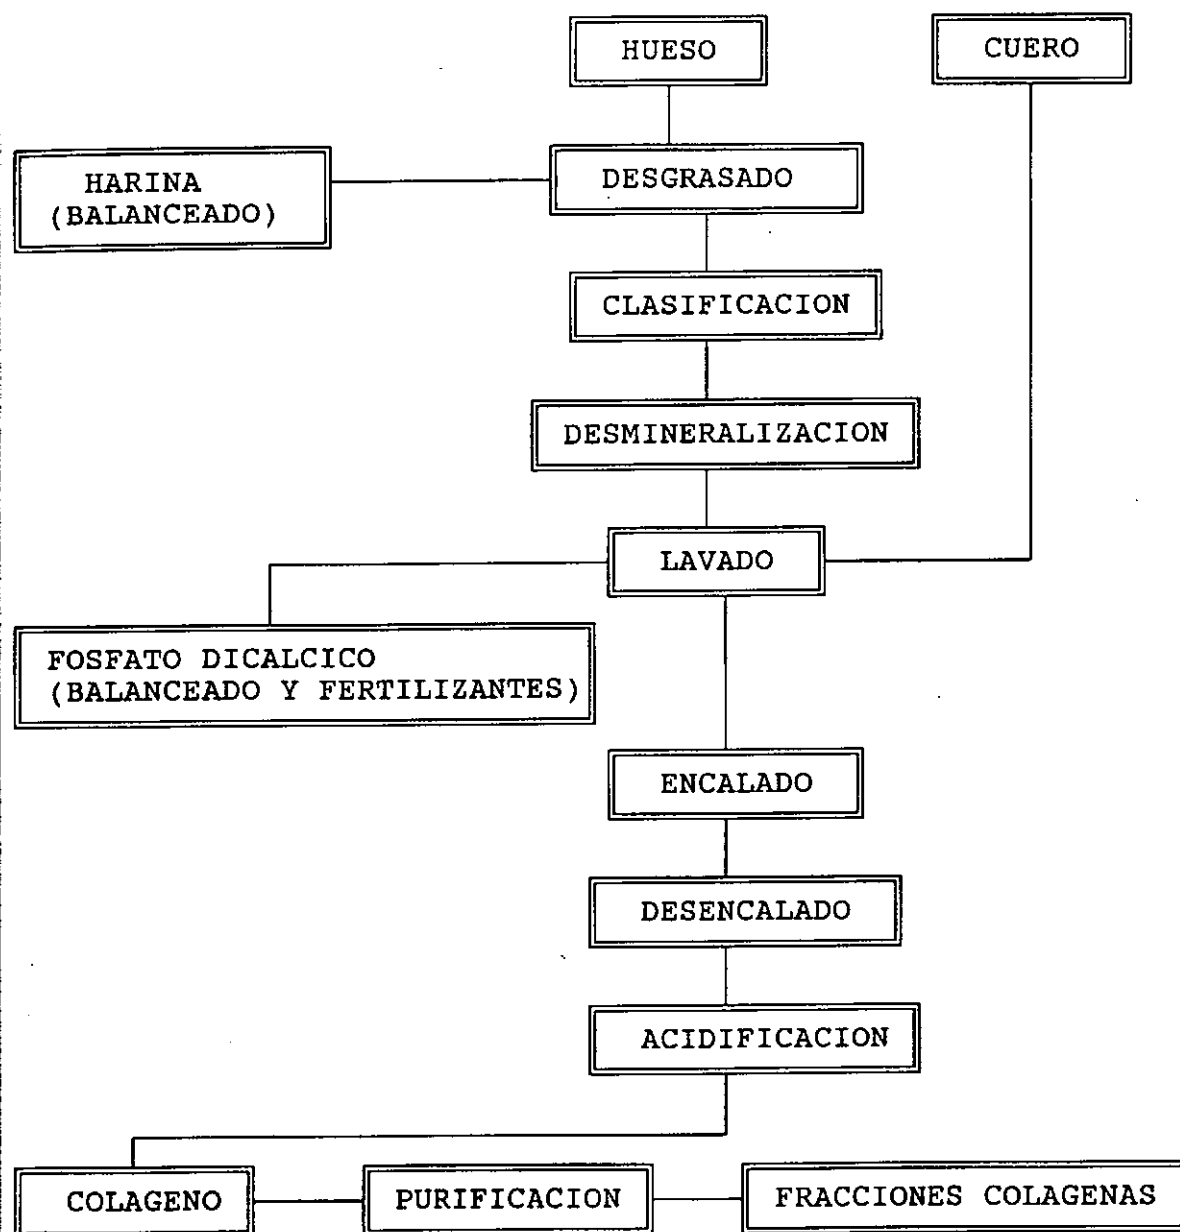 HUESO
CUERO
HARINA
(BALANCEADO)
DESGRASADO
CLASIFICACION
DESMINERALIZACION
LAVADO
FOSFATO DICALCICO
(BALANCEADO Y FERTILIZANTES)
ENCALADO
DESENCALADO
ACIDIFICACION
COLAGENO
PURIFICACION
FRACCIONES COLAGENAS